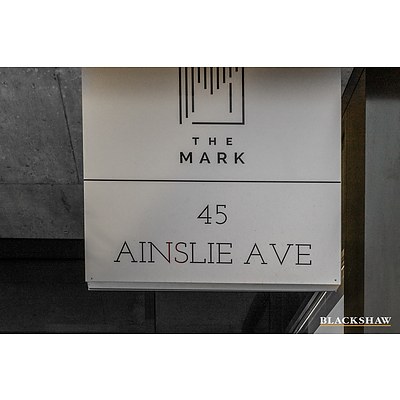 THE
MARK
45
AINSLIE AVE
BLACKSHAW